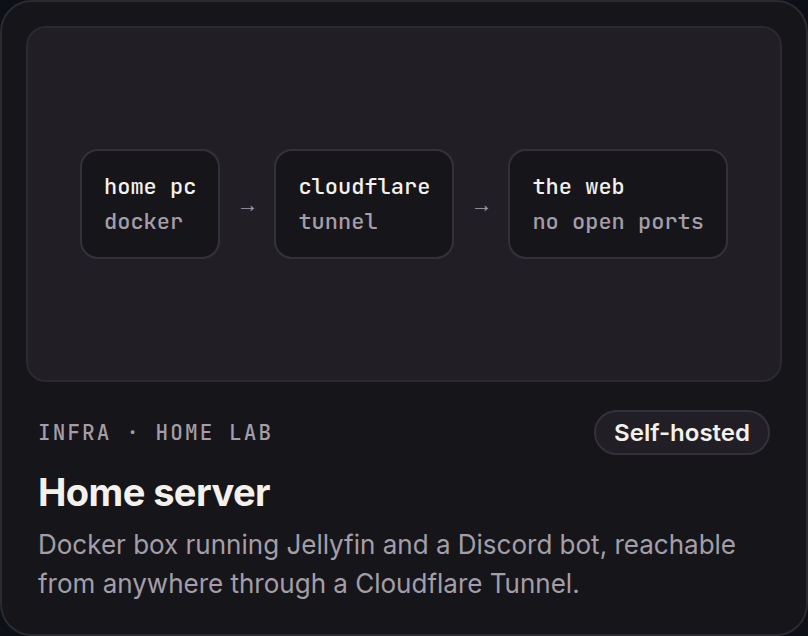 home pc
docker
→
cloudflare
tunnel
→
the web
no open ports
INFRA · HOME LAB
Self-hosted
Home server
Docker box running Jellyfin and a Discord bot, reachable
from anywhere through a Cloudflare Tunnel.